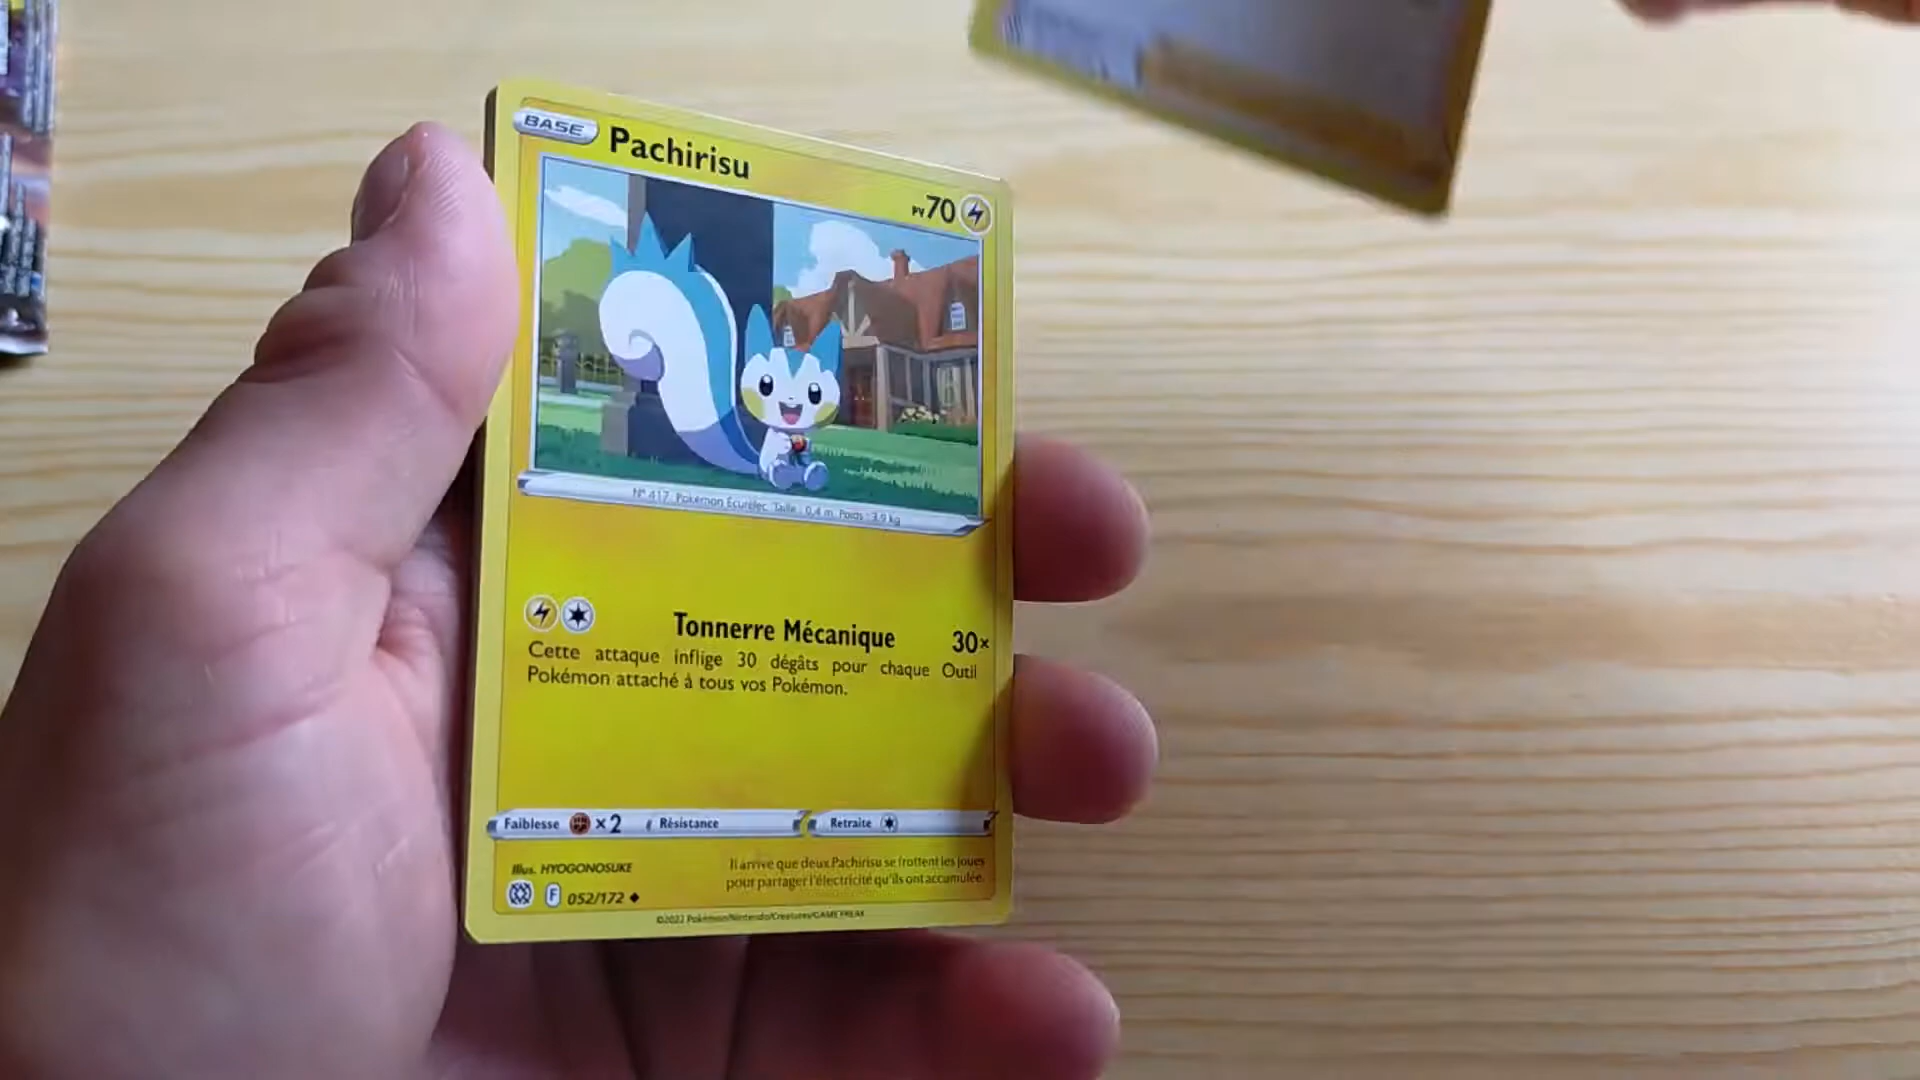 BASE Pachirisu
PV70
N° 417 Pokémon Écurélec Taille : 0,4 m Poids : 3,9 kg
Tonnerre Mécanique 30×
Cette attaque inflige 30 dégâts pour chaque Outil
Pokémon attaché à tous vos Pokémon.
Faiblesse ×2 Résistance Retraite
Illus. HYOGONOSUKE
Il arrive que deux Pachirisu se frottent les joues
pour partager l'électricité qu'ils ont accumulée.
F 052/172
©2022 Pokémon/Nintendo/Creatures/GAME FREAK